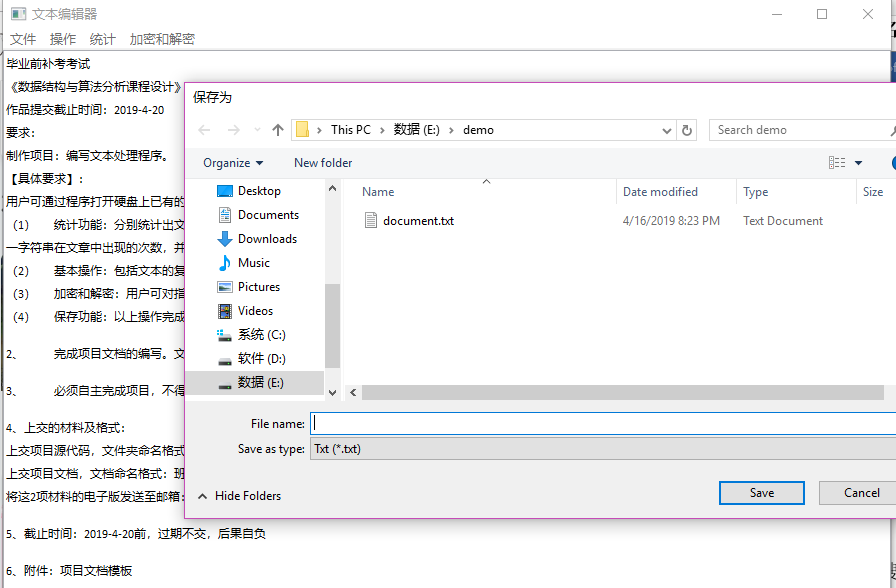 文本编辑器
文件 操作 统计 加密和解密
毕业前补考考试
《数据结构与算法分析课程设计》
作品提交截止时间：2019-4-20
要求：
制作项目：编写文本处理程序。
【具体要求】：
用户可通过程序打开硬盘上已有的
(1) 统计功能：分别统计出文
一字符串在文章中出现的次数，并
(2) 基本操作：包括文本的复
(3) 加密和解密：用户可对指
(4) 保存功能：以上操作完成
2、 完成项目文档的编写。文
3、 必须自主完成项目，不得
4、上交的材料及格式：
上交项目源代码，文件夹命名格式
上交项目文档，文档命名格式：班
将这2项材料的电子版发送至邮箱：
5、截止时间：2019-4-20前，过期不交，后果自负
6、附件：项目文档模板
保存为
This PC › 数据 (E:) › demo
Search demo
Organize New folder
Desktop
Documents
Downloads
Music
Pictures
Videos
系统 (C:)
软件 (D:)
数据 (E:)
Name Date modified Type Size
document.txt 4/16/2019 8:23 PM Text Document
File name:
Save as type: Txt (*.txt)
Hide Folders
Save Cancel